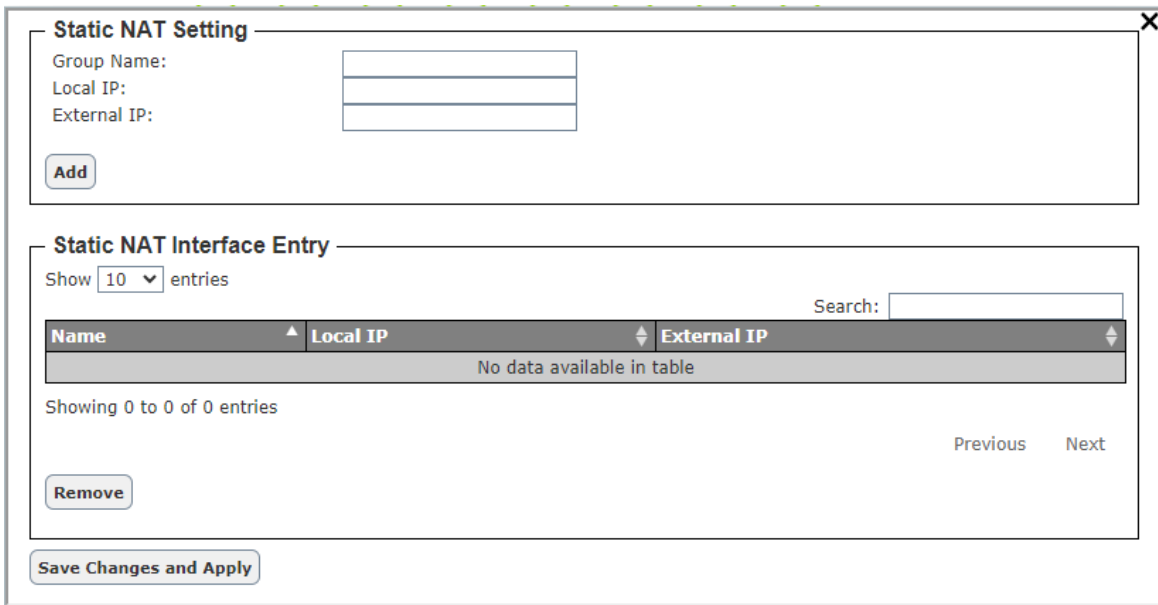 Static NAT Setting
Group Name:
Local IP:
External IP:
Add
Static NAT Interface Entry
Show 10 entries
Search:
Name Local IP External IP
No data available in table
Showing 0 to 0 of 0 entries
Previous Next
Remove
Save Changes and Apply